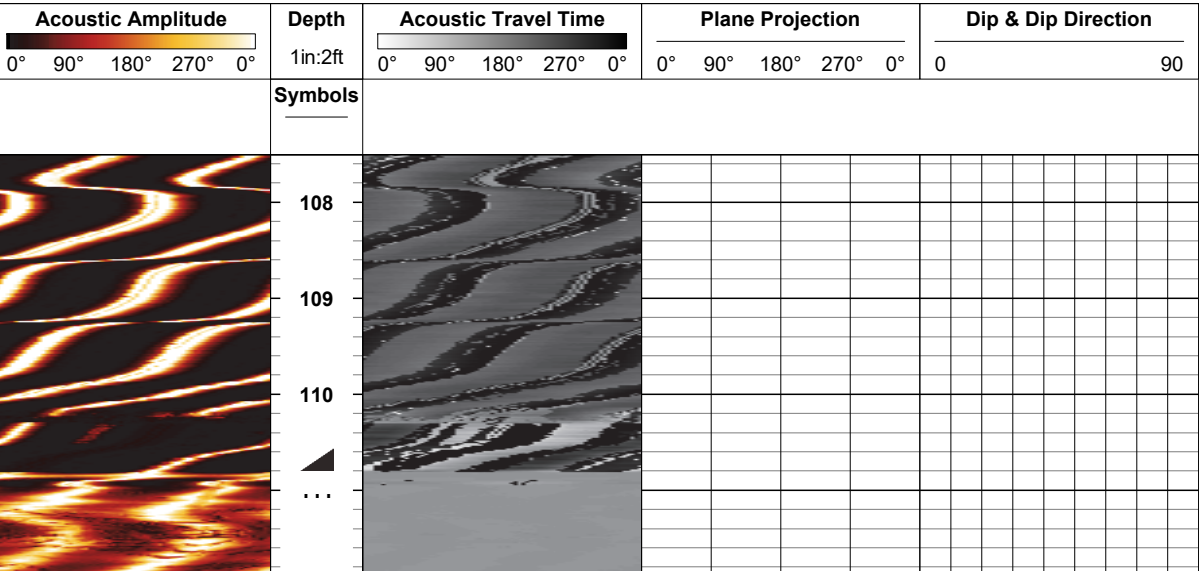 Acoustic Amplitude Depth Acoustic Travel Time Plane Projection Dip & Dip Direction
1in:2ft
0° 90° 180° 270° 0° 0° 90° 180° 270° 0° 0° 90° 180° 270° 0° 0 90
Symbols
108
109
110